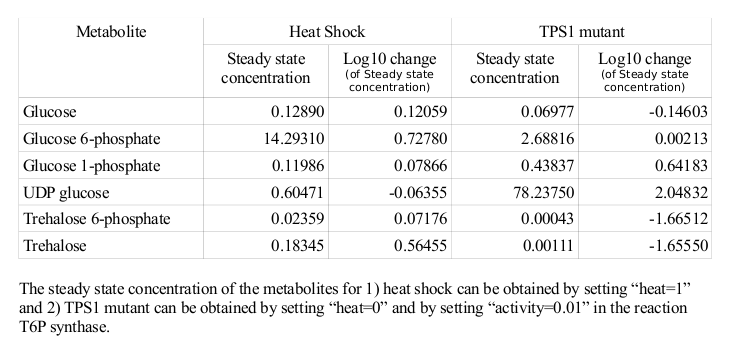 Metabolite Heat Shock TPS1 mutant
Steady state Log10 change Steady state Log10 change
concentration (of Steady state concentration (of Steady state
concentration) concentration)
Glucose 0.12890 0.12059 0.06977 -0.14603
Glucose 6-phosphate 14.29310 0.72780 2.68816 0.00213
Glucose 1-phosphate 0.11986 0.07866 0.43837 0.64183
UDP glucose 0.60471 -0.06355 78.23750 2.04832
Trehalose 6-phosphate 0.02359 0.07176 0.00043 -1.66512
Trehalose 0.18345 0.56455 0.00111 -1.65550
The steady state concentration of the metabolites for 1) heat shock can be obtained by setting “heat=1”
and 2) TPS1 mutant can be obtained by setting “heat=0” and by setting “activity=0.01” in the reaction
T6P synthase.